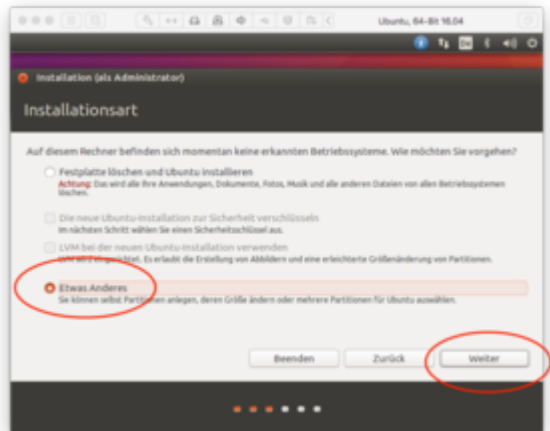 Ubuntu, 64-Bit 16.04
De
Installation (als Administrator)
Installationsart
Auf diesem Rechner befinden sich momentan keine erkannten Betriebssysteme. Wie möchten Sie vorgehen?
Festplatte löschen und Ubuntu installieren
Achtung: Das wird alle Ihre Anwendungen, Dokumente, Fotos, Musik und alle anderen Dateien von allen Betriebssystemen
löschen.
Die neue Ubuntu-Installation zur Sicherheit verschlüsseln
Im nächsten Schritt wählen Sie einen Sicherheitsschlüssel aus.
LVM bei der neuen Ubuntu-Installation verwenden
eingerichtet. Es erlaubt die Erstellung von Abbildern und eine erleichterte Größenänderung von Partitionen.
Etwas Anderes
Sie können selbst Partitionen anlegen, deren Größe ändern oder mehrere Partitionen für Ubuntu auswählen.
Beenden
Zurück
Weiter